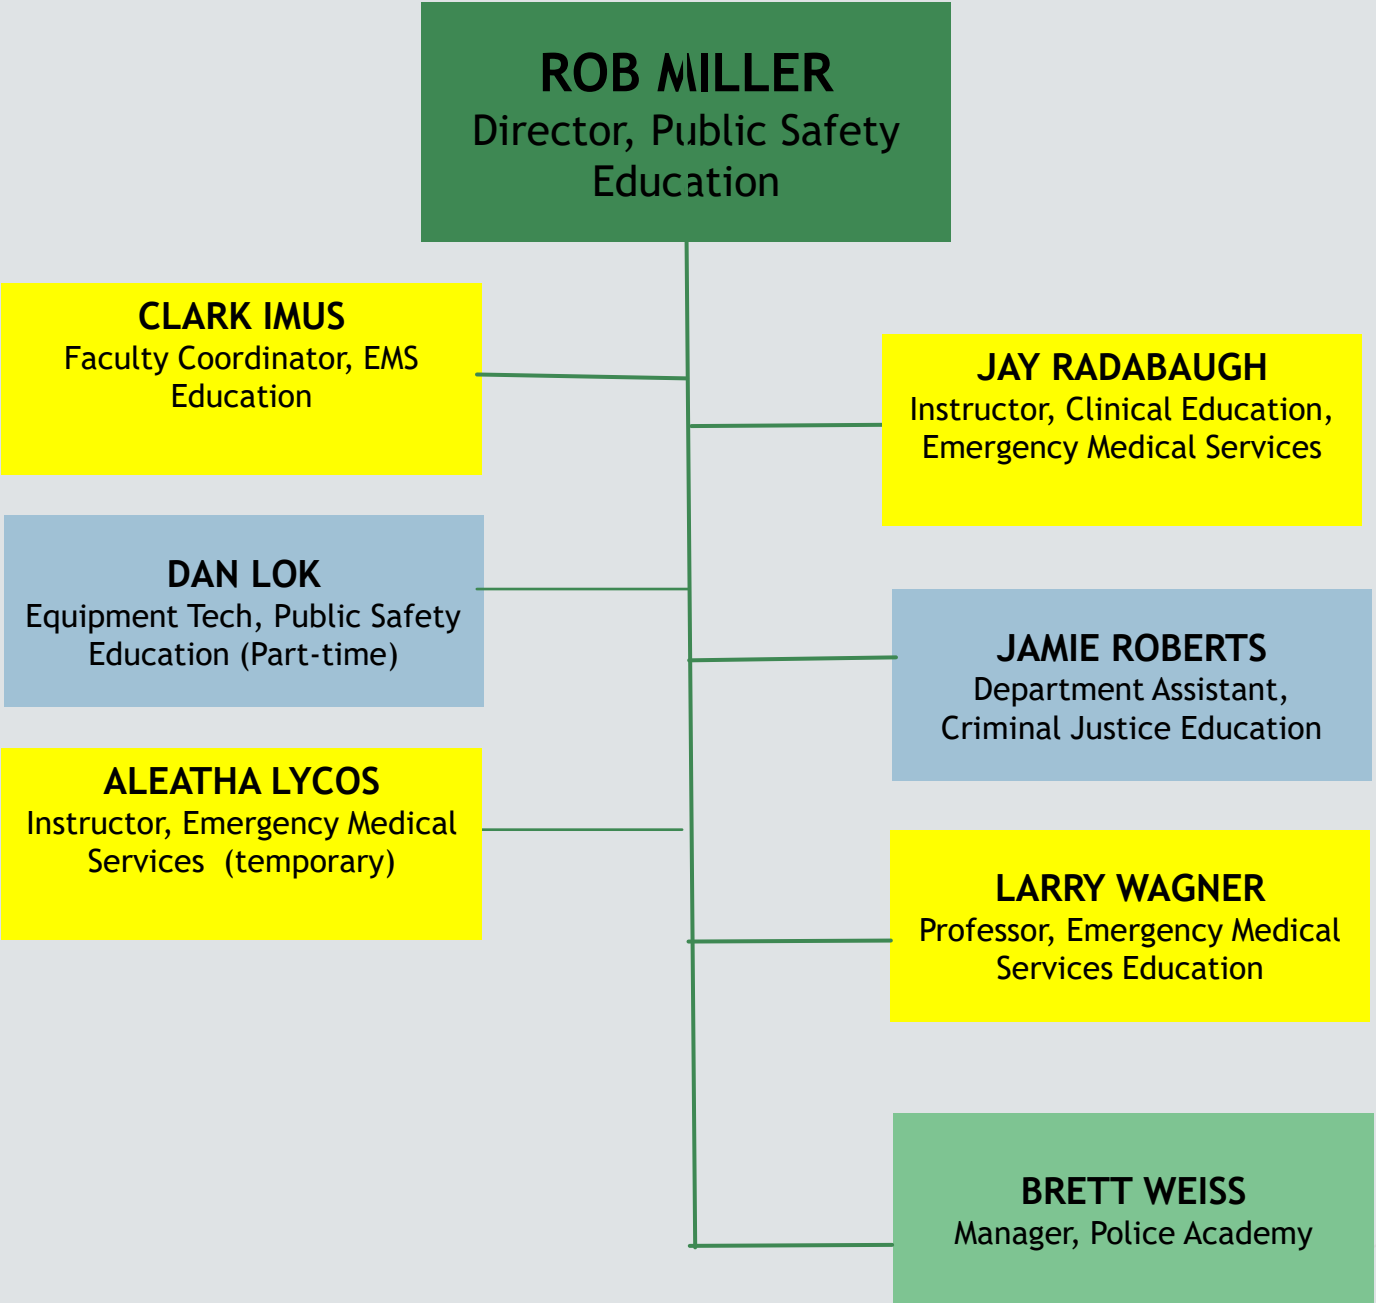 ROB MILLER
Director, Public Safety
Education
CLARK IMUS
Faculty Coordinator, EMS
Education
JAY RADABAUGH
Instructor, Clinical Education,
Emergency Medical Services
DAN LOK
Equipment Tech, Public Safety
Education (Part-time)
JAMIE ROBERTS
Department Assistant,
Criminal Justice Education
ALEATHA LYCOS
Instructor, Emergency Medical
Services (temporary)
LARRY WAGNER
Professor, Emergency Medical
Services Education
BRETT WEISS
Manager, Police Academy